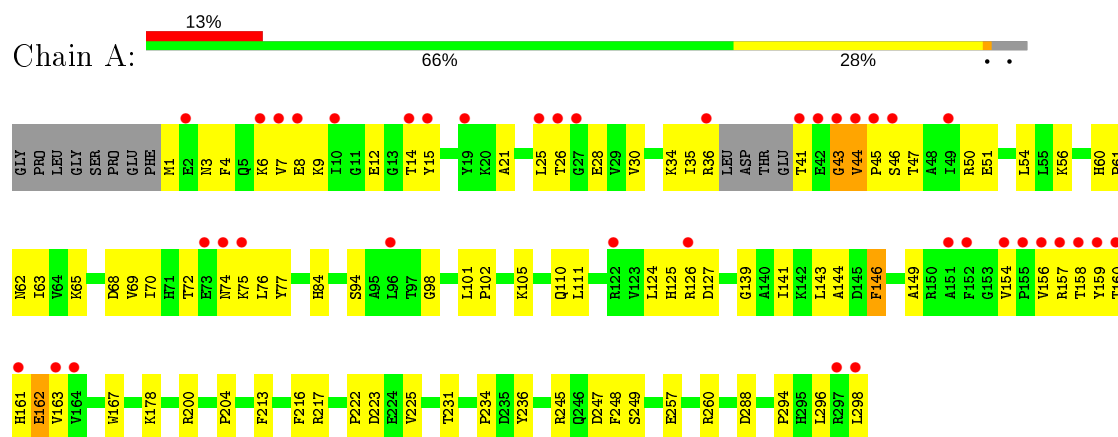 13%
Chain A:
66% 28% • •
GLY PRO LEU GLY SER PRO GLU PHE M1 E2 N3 F4 Q5 K6 V7 E8 K9 I10 G11 E12 G13 T14 Y15 Y19 K20 A21 L25 T26 G27 E28 V29 V30 K34 I35 R36 LEU ASP THR GLU T41 E42 G43 V44 P45 S46 T47 A48 I49 R50 E51 L54 L55 K56 H60 P61
N62 I63 V64 K65 D68 V69 I70 H71 T72 E73 N74 K75 L76 Y77 H84 S94 A95 L96 T97 G98 L101 P102 K105 Q110 L111 R122 V123 L124 H125 R126 D127 G139 A140 I141 K142 L143 A144 D145 F146 A149 R150 A151 F152 G153 V154 P155 V156 R157 T158 Y159 T160
H161 E162 V163 V164 W167 K178 R200 P204 F213 F216 R217 P222 D223 E224 V225 T231 P234 D235 Y236 R245 Q246 D247 F248 S249 E257 R260 D288 P294 H295 L296 R297 L298